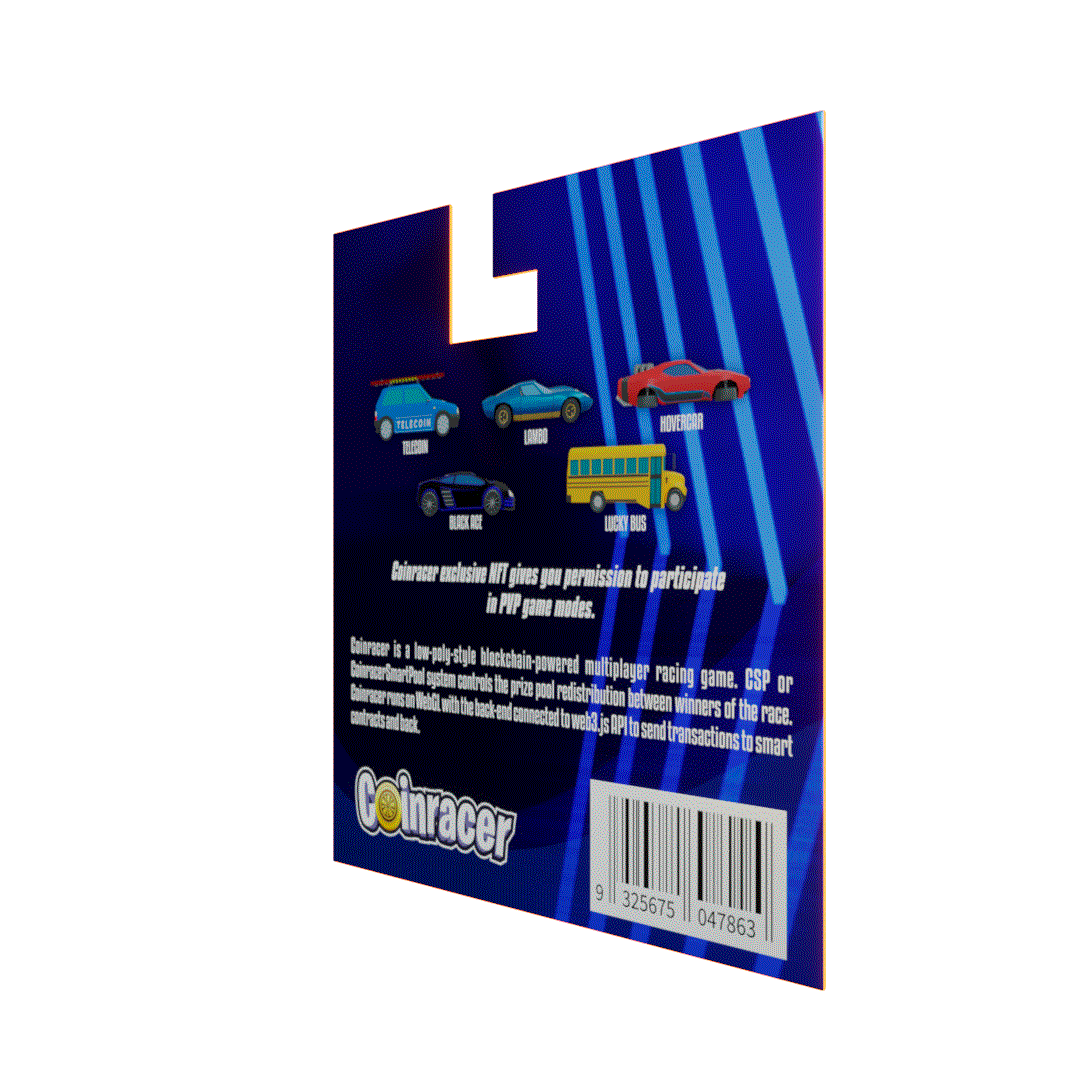 TELECOIN
TELECOIN
LAMBO
HOVERCAR
BLACK ACE
LUCKY BUS
Coinracer exclusive NFT gives you permission to participate
in PVP game modes.
Coinracer is a low-poly-style blockchain-powered multiplayer racing game. CSP or
CoinracerSmartPool system controls the prize pool redistribution between winners of the race.
Coinracer runs on WebGL with the back-end connected to web3.js API to send transactions to smart
contracts and back.
Coinracer
9 325675 047863